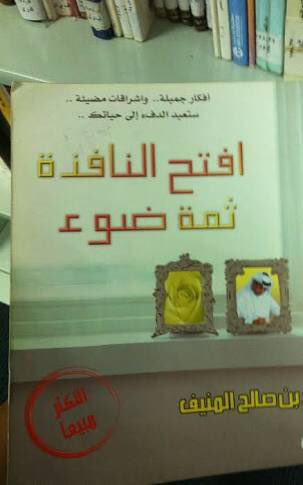 أفكار جميلة.. وإشراقات مضيئة ..
ستعيد الدفء إلى حياتك ..
افتح النافذة
ثمة ضوء
بن صالح المنيف
الأكثر
مبيعاً